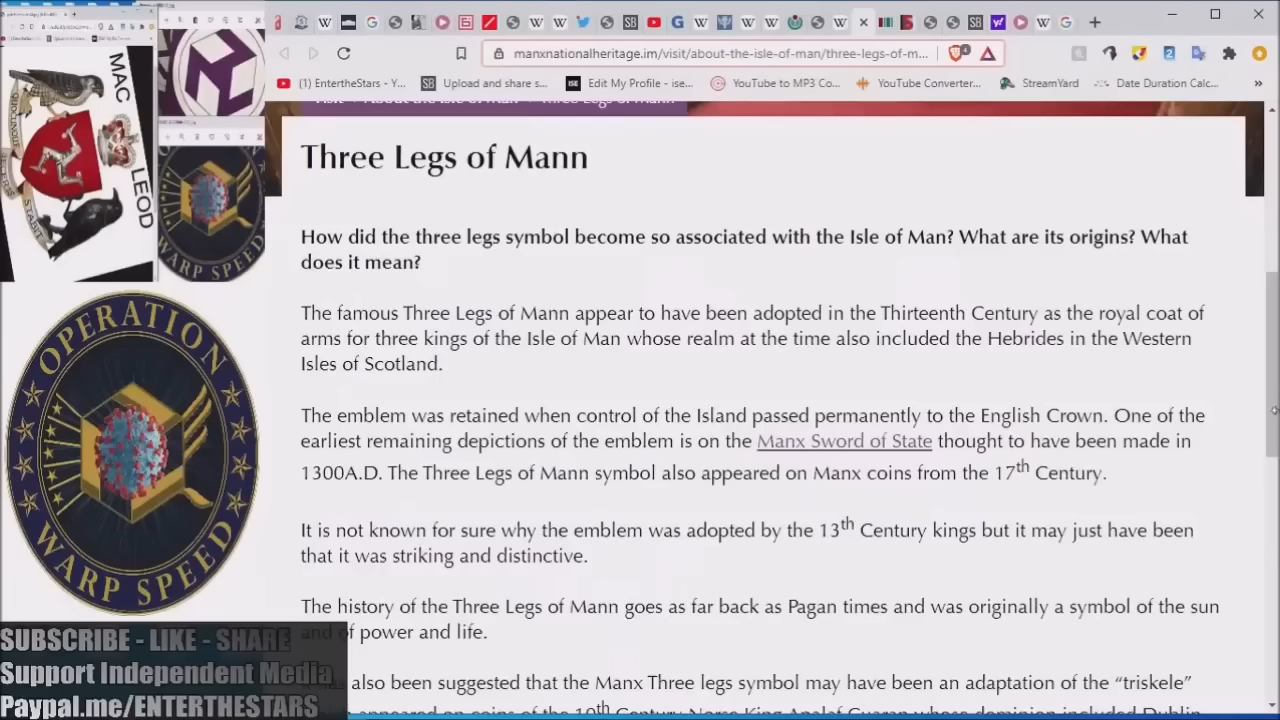 manxnationalheritage.im/visit/about-the-isle-of-man/three-legs-of-m...
(1) EntertheStars - Y...
Upload and share s...
Edit My Profile - ise...
YouTube to MP3 Co...
YouTube Converter...
StreamYard
Date Duration Calc...
»
MAC
LEOD
STABIT
Three Legs of Mann
How did the three legs symbol become so associated with the Isle of Man? What are its origins? What
does it mean?
The famous Three Legs of Mann appear to have been adopted in the Thirteenth Century as the royal coat of
arms for three kings of the Isle of Man whose realm at the time also included the Hebrides in the Western
Isles of Scotland.
The emblem was retained when control of the Island passed permanently to the English Crown. One of the
earliest remaining depictions of the emblem is on the Manx Sword of State thought to have been made in
1300A.D. The Three Legs of Mann symbol also appeared on Manx coins from the 17th Century.
It is not known for sure why the emblem was adopted by the 13th Century kings but it may just have been
that it was striking and distinctive.
The history of the Three Legs of Mann goes as far back as Pagan times and was originally a symbol of the sun
and of power and life.
also been suggested that the Manx Three legs symbol may have been an adaptation of the “triskele”
OPERATION
WARP SPEED
WARP SPEED
SUBSCRIBE - LIKE - SHARE
Support Independent Media
Paypal.me/ENTERTHESTARS